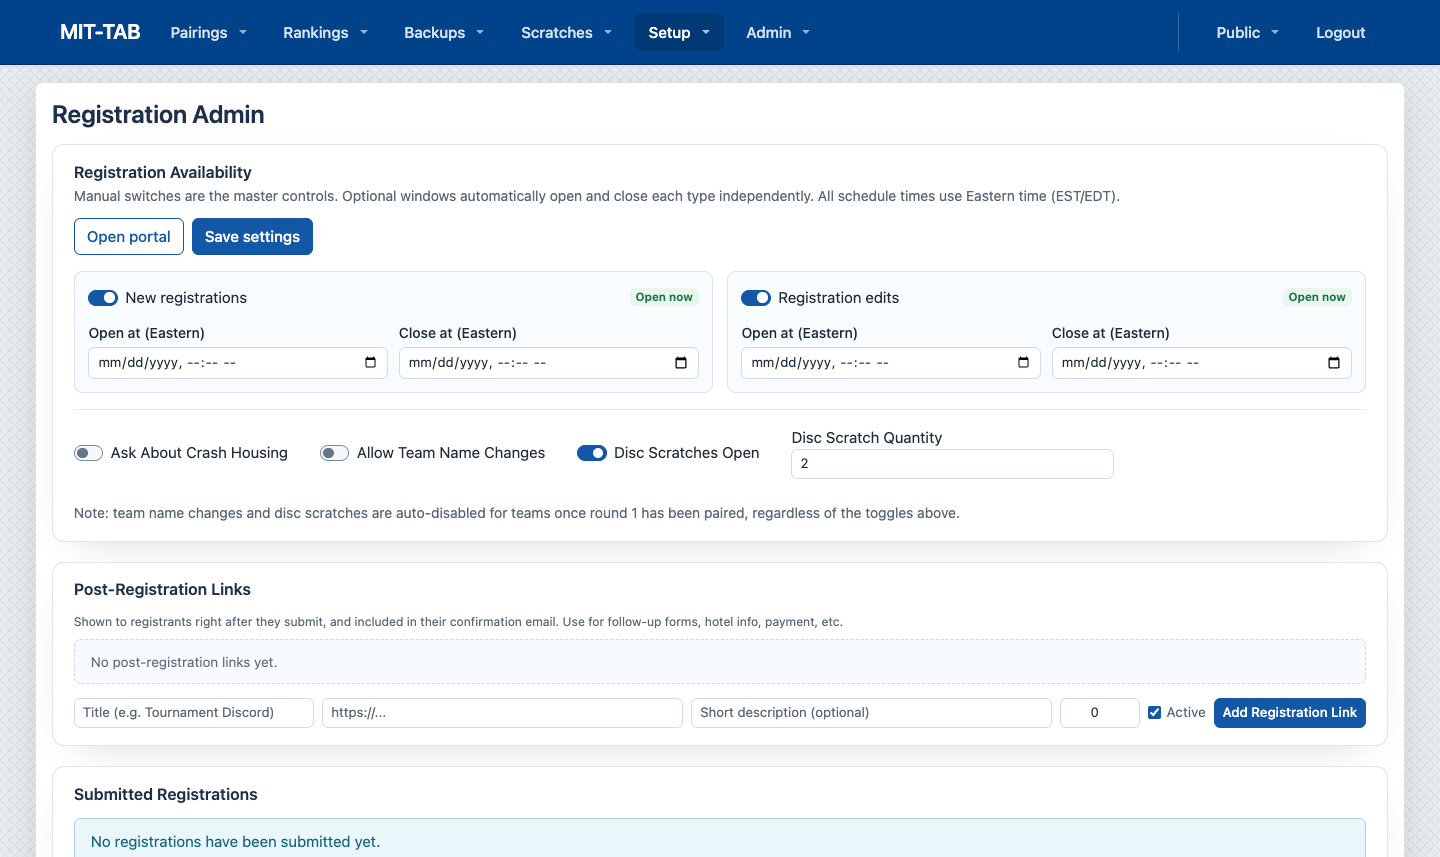 MIT-TAB Pairings Rankings Backups Scratches Setup Admin Public Logout
Registration Admin
Registration Availability
Manual switches are the master controls. Optional windows automatically open and close each type independently. All schedule times use Eastern time (EST/EDT).
Open portal Save settings
New registrations Open now
Open at (Eastern) Close at (Eastern)
mm/dd/yyyy, --:-- -- mm/dd/yyyy, --:-- --
Registration edits Open now
Open at (Eastern) Close at (Eastern)
mm/dd/yyyy, --:-- -- mm/dd/yyyy, --:-- --
Ask About Crash Housing Allow Team Name Changes Disc Scratches Open
Disc Scratch Quantity
2
Note: team name changes and disc scratches are auto-disabled for teams once round 1 has been paired, regardless of the toggles above.
Post-Registration Links
Shown to registrants right after they submit, and included in their confirmation email. Use for follow-up forms, hotel info, payment, etc.
No post-registration links yet.
Title (e.g. Tournament Discord) https://... Short description (optional) 0 Active Add Registration Link
Submitted Registrations
No registrations have been submitted yet.